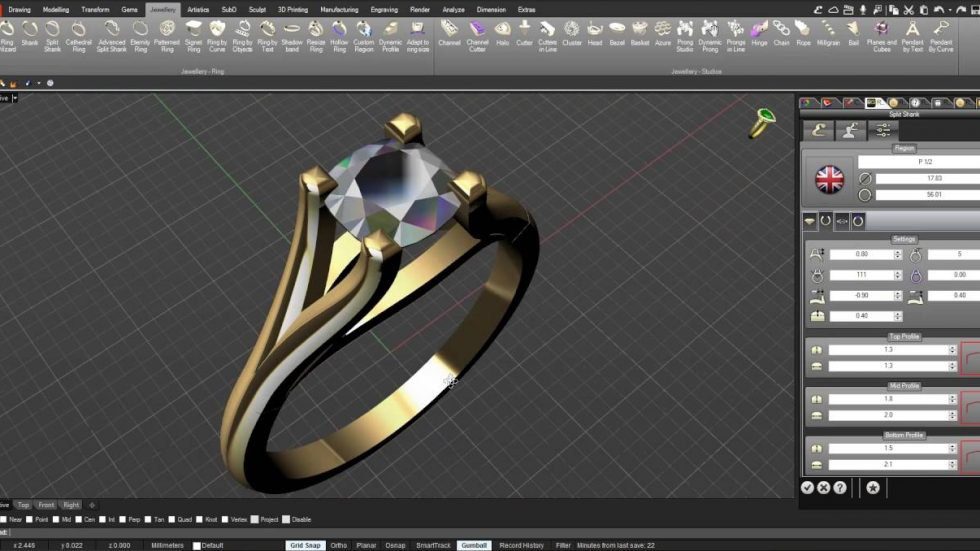 Drawing Modelling Transform Gems Jewellery Artistics SubD Sculpt 3D Printing Manufacturing Engraving Render Analyze Dimension Extras
Ring Wizard Shank Split Shank Cathedral Ring Advanced Split Shank Eternity Ring Patterned Ring Signet Ring Ring by Curve Ring by Objects Ring by Text Shadow band Resize Ring Hollow Ring Custom Region Dynamic Profile Adapt to ring size Channel Channel Cutter Halo Cutter Cutters in Line Cluster Head Bezel Basket Azure Prong Studio Dynamic Prong Prongs in Line Hinge Chain Rope Millgrain Bail Planes and Cubes Pendant by Text Pendant By Curve
Jewellery - Ring Jewellery - Studios
Split Shank
Region
P 1/2
17.83
56.01
Settings
0.80 5
111 0.00
-0.90 0.40
0.40
Top Profile
1.3
1.3
Mid Profile
1.8
2.0
Bottom Profile
1.5
2.1
Top Front Right
Near Point Mid Cen Int Perp Tan Quad Knot Vertex Project Disable
x 2.446 y 0.022 z 0.000 Millimeters Default Grid Snap Ortho Planar Osnap SmartTrack Gumball Record History Filter Minutes from last save: 22